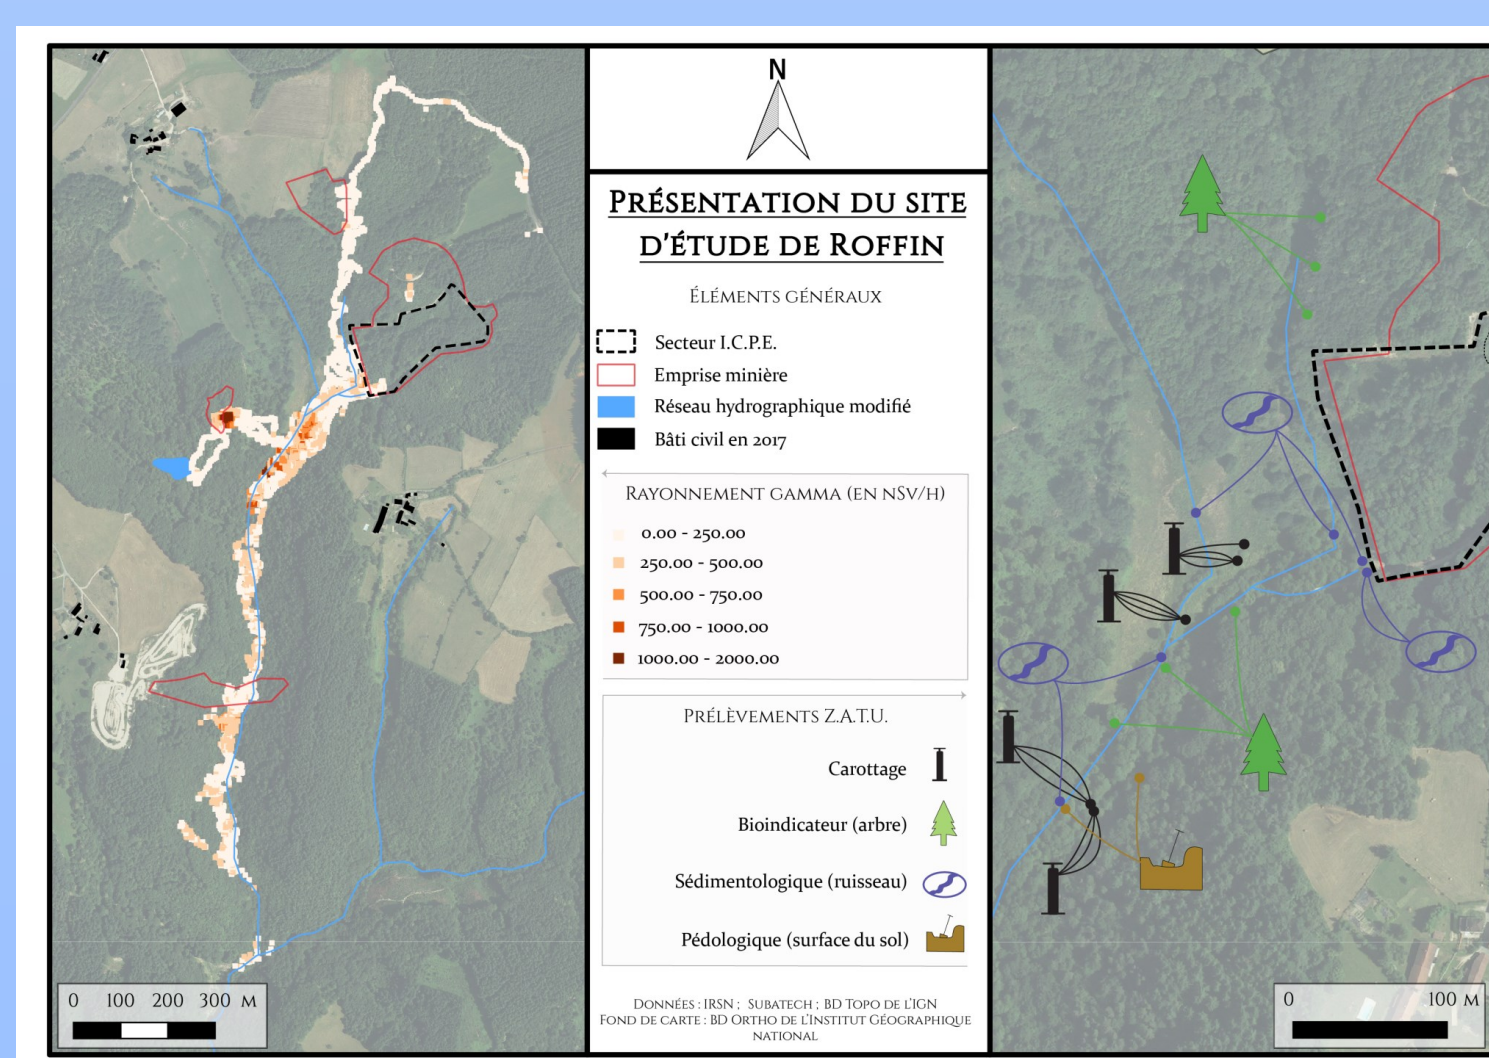 N
PRÉSENTATION DU SITE
D'ÉTUDE DE ROFFIN
ÉLÉMENTS GÉNÉRAUX
Secteur I.C.P.E.
Emprise minière
Réseau hydrographique modifié
Bâti civil en 2017
RAYONNEMENT GAMMA (EN NSV/H)
0.00 - 250.00
250.00 - 500.00
500.00 - 750.00
750.00 - 1000.00
1000.00 - 2000.00
PRÉLÈVEMENTS Z.A.T.U.
Carottage
Bioindicateur (arbre)
Sédimentologique (ruisseau)
Pédologique (surface du sol)
DONNÉES : IRSN ; SUBATECH ; BD TOPO DE L'IGN
FOND DE CARTE : BD ORTHO DE L'INSTITUT GÉOGRAPHIQUE
NATIONAL
0 100 200 300 M
0 100 M